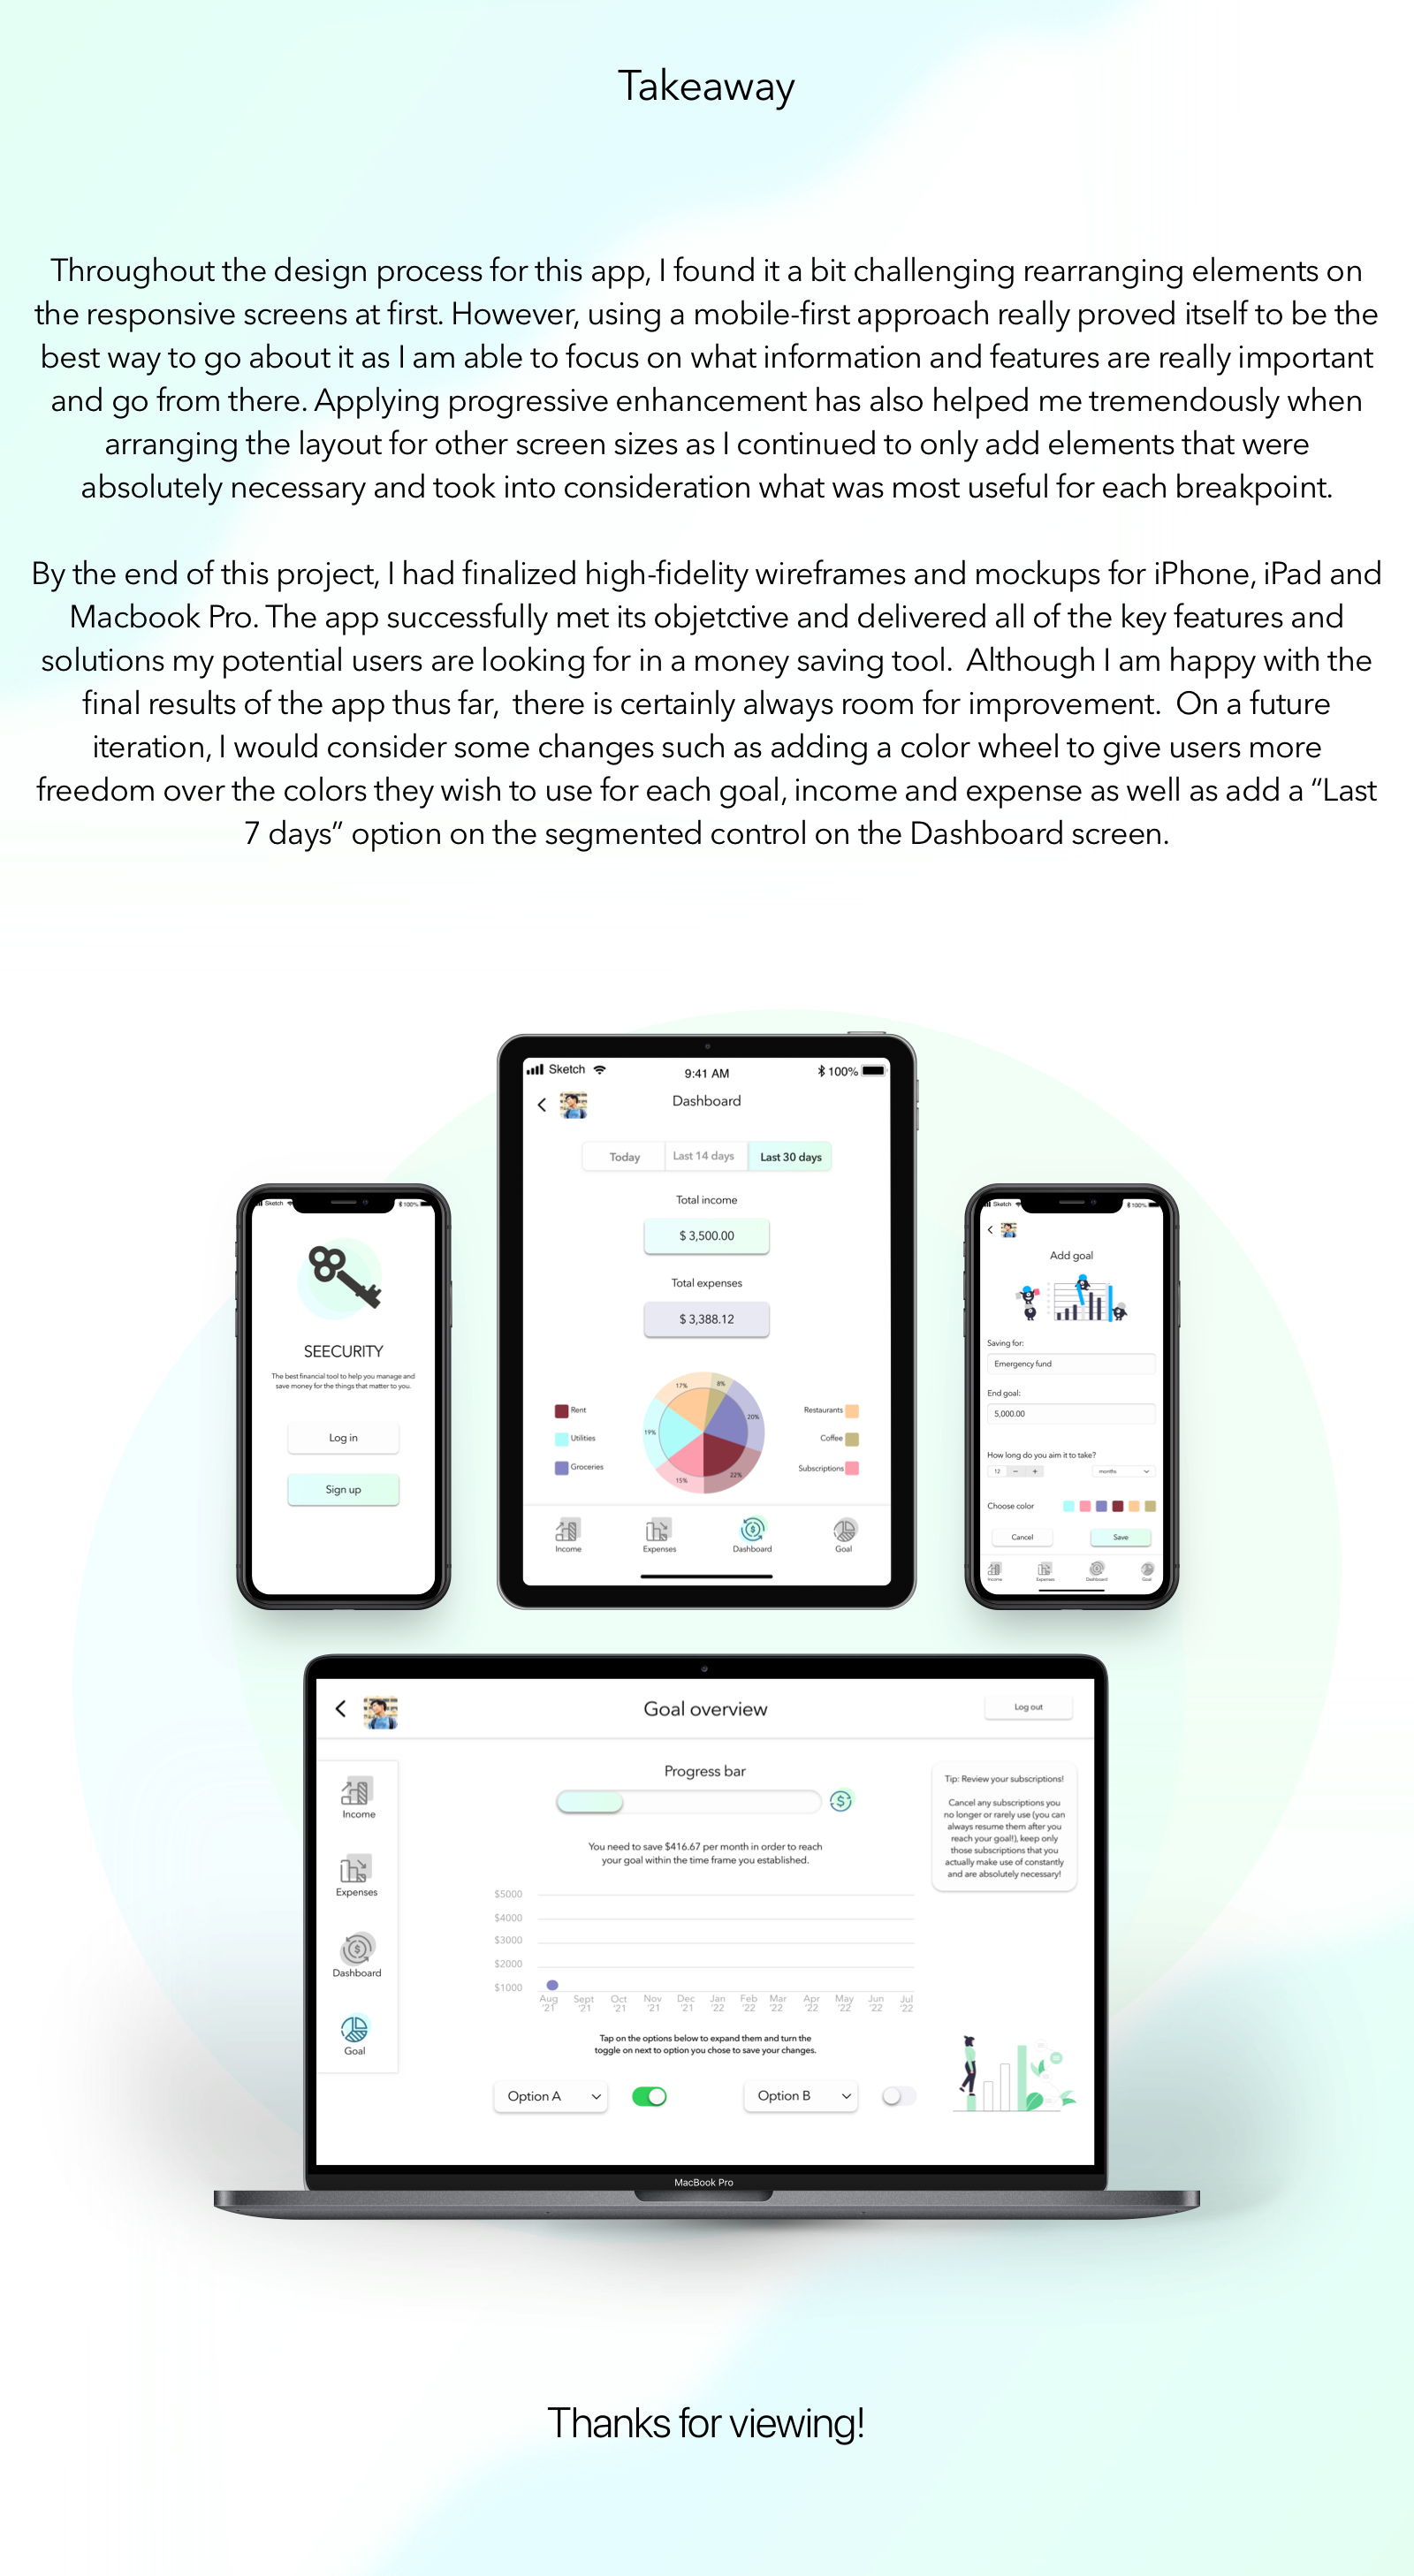 Takeaway
Throughout the design process for this app, I found it a bit challenging rearranging elements on
the responsive screens at first. However, using a mobile-first approach really proved itself to be the
best way to go about it as I am able to focus on what information and features are really important
and go from there. Applying progressive enhancement has also helped me tremendously when
arranging the layout for other screen sizes as I continued to only add elements that were
absolutely necessary and took into consideration what was most useful for each breakpoint.
By the end of this project, I had finalized high-fidelity wireframes and mockups for iPhone, iPad and
Macbook Pro. The app successfully met its objetctive and delivered all of the key features and
solutions my potential users are looking for in a money saving tool.  Although I am happy with the
final results of the app thus far,  there is certainly always room for improvement.  On a future
iteration, I would consider some changes such as adding a color wheel to give users more
freedom over the colors they wish to use for each goal, income and expense as well as add a “Last
7 days” option on the segmented control on the Dashboard screen.
Sketch 100%
SEECURITY
The best financial tool to help you manage and
save money for the things that matter to you.
Log in
Sign up
Sketch 9:41 AM 100%
Dashboard
Today Last 14 days Last 30 days
Total income
$ 3,500.00
Total expenses
$ 3,388.12
17% 8%
20%
19%
15% 22%
Rent
Utilities
Groceries
Restaurants
Coffee
Subscriptions
Income Expenses Dashboard Goal
Sketch 100%
Add goal
Saving for:
Emergency fund
End goal:
5,000.00
How long do you aim it to take?
12 − + months
Choose color
Cancel Save
Income Expenses Dashboard Goal
Goal overview
Log out
Income
Expenses
Dashboard
Goal
Progress bar
$
You need to save $416.67 per month in order to reach
your goal within the time frame you established.
Tip: Review your subscriptions!
Cancel any subscriptions you
no longer or rarely use (you can
always resume them after you
reach your goal!), keep only
those subscriptions that you
actually make use of constantly
and are absolutely necessary!
$5000
$4000
$3000
$2000
$1000
Aug Sept Oct Nov Dec Jan Feb Mar Apr May Jun Jul
'21 '21 '21 '21 '21 '22 '22 '22 '22 '22 '22 '22
Tap on the options below to expand them and turn the
toggle on next to option you chose to save your changes.
Option A Option B
MacBook Pro
Thanks for viewing!